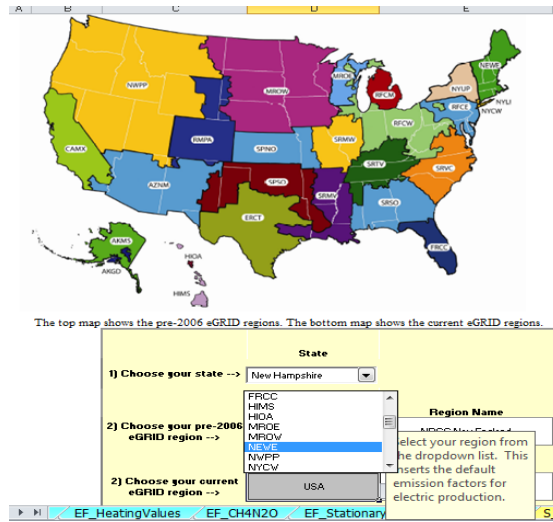 A B C D E
NWPP
MROW
MROE
RFCM
NEWE
NYUP
NYLI
NYCW
RFCE
RFCW
CAMX
RMPA
SPNO
SRMW
SRTV
SRVC
AZNM
SPSO
SRMV
SRSO
ERCT
FRCC
AKMS
AKGD
HIOA
HIMS
The top map shows the pre-2006 eGRID regions. The bottom map shows the current eGRID regions.
State
1) Choose your state --> New Hampshire
FRCC
HIMS
HIOA
MROE
MROW
NEWE
NWPP
NYCW
2) Choose your pre-2006
eGRID region -->
Region Name
NPCC New England
Select your region from
the dropdown list. This
inserts the default
emission factors for
electric production.
2) Choose your current
eGRID region -->
USA
EF_HeatingValues EF_CH4N2O EF_Stationary S